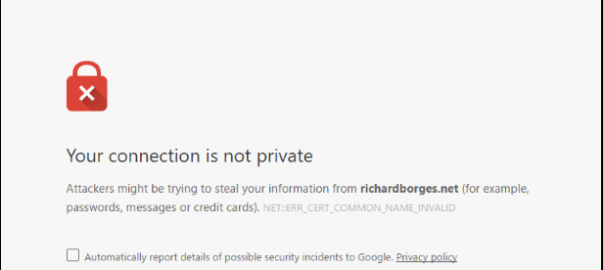 Your connection is not private
Attackers might be trying to steal your information from richardborges.net (for example,
passwords, messages or credit cards). NET::ERR_CERT_COMMON_NAME_INVALID
Automatically report details of possible security incidents to Google. Privacy policy